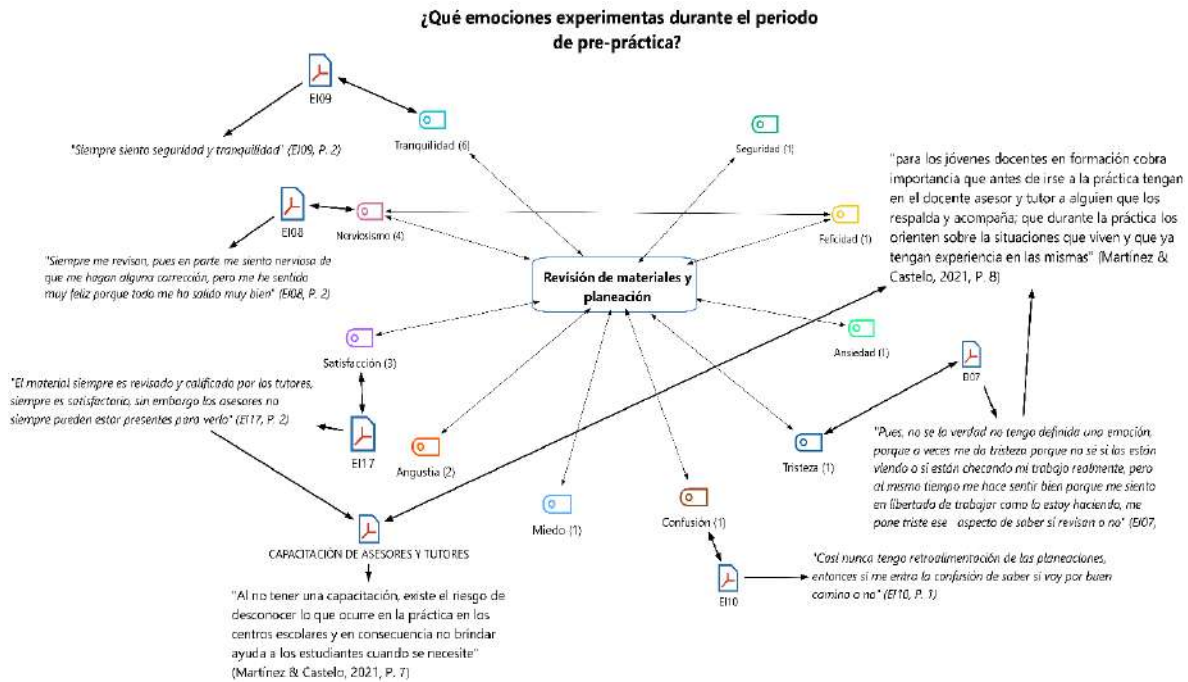 ¿Qué emociones experimentas durante el periodo
de pre-práctica?
EI09
Tranquilidad (6)
"Siempre siento seguridad y tranquilidad" (EI09, P. 2)
Seguridad (1)
"para los jóvenes docentes en formación cobra
importancia que antes de irse a la práctica tengan
en el docente asesor y tutor a alguien que los
respalda y acompaña; que durante la práctica los
orienten sobre la situaciones que viven y que ya
tengan experiencia en las mismas" (Martínez &
Castelo, 2021, P. 8)
EI08
Nerviosismo (4)
Felicidad (1)
"Siempre me revisan, pues en parte me siento nerviosa de
que me hagan alguna corrección, pero me he sentido
muy feliz porque todo me ha salido muy bien" (EI08, P. 2)
Revisión de materiales y
planeación
Satisfacción (3)
Ansiedad (1)
"El material siempre es revisado y calificado por los tutores,
siempre es satisfactorio, sin embargo los asesores no
siempre pueden estar presentes para verlo" (EI17, P. 2)
EI17
EI07
Angustia (2)
Tristeza (1)
"Pues, no se la verdad no tengo definida una emoción,
porque a veces me da tristeza porque no sé si los están
viendo o si están checando mi trabajo realmente, pero
al mismo tiempo me hace sentir bien porque me siento
en libertad de trabajar como lo estoy haciendo, me
pone triste ese aspecto de saber si revisan o no" (EI07,
Miedo (1)
Confusión (1)
CAPACITACIÓN DE ASESORES Y TUTORES
EI10
"Casi nunca tengo retroalimentación de las planeaciones,
entonces si me entra la confusión de saber si voy por buen
camino o no" (EI10, P. 1)
"Al no tener una capacitación, existe el riesgo de
desconocer lo que ocurre en la práctica en los
centros escolares y en consecuencia no brindar
ayuda a los estudiantes cuando se necesite"
(Martínez & Castelo, 2021, P. 7)